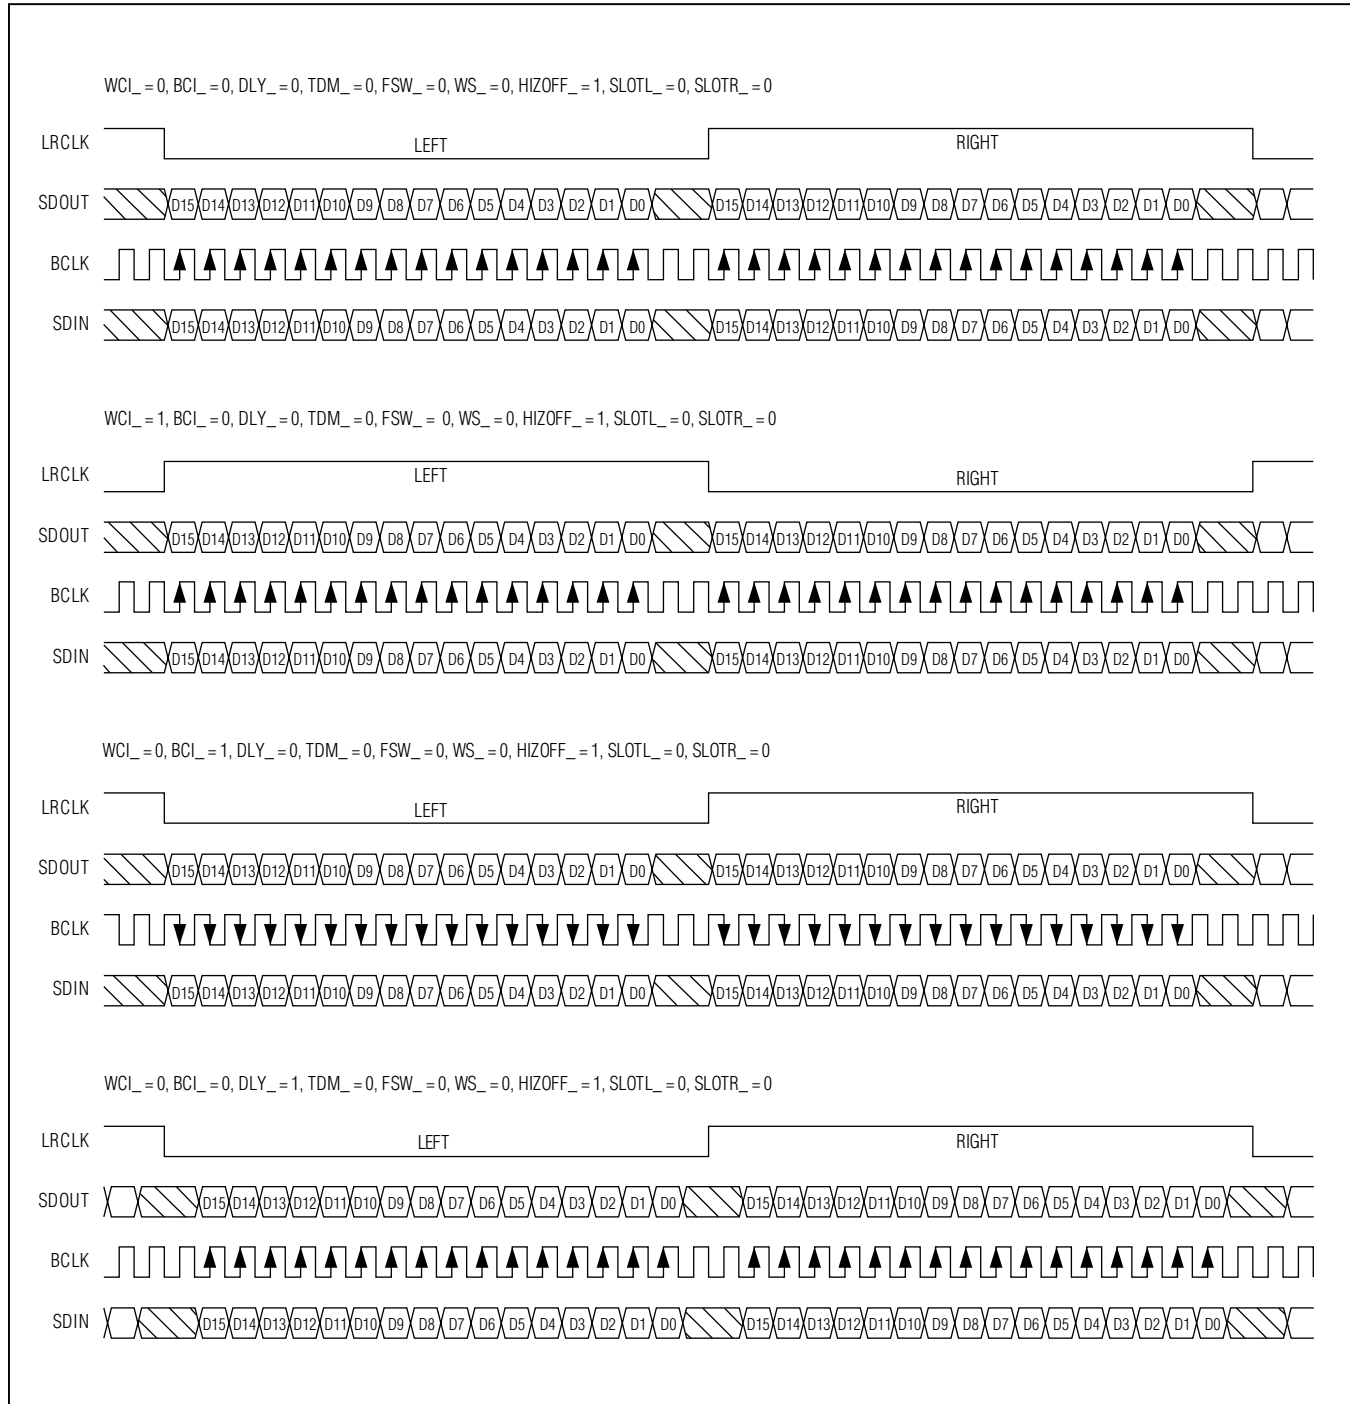 WCI_ = 0, BCI_ = 0, DLY_ = 0, TDM_ = 0, FSW_ = 0, WS_ = 0, HIZOFF_ = 1, SLOTL_ = 0, SLOTR_ = 0
LRCLK LEFT RIGHT
SDOUT D15 D14 D13 D12 D11 D10 D9 D8 D7 D6 D5 D4 D3 D2 D1 D0 D15 D14 D13 D12 D11 D10 D9 D8 D7 D6 D5 D4 D3 D2 D1 D0
BCLK
SDIN D15 D14 D13 D12 D11 D10 D9 D8 D7 D6 D5 D4 D3 D2 D1 D0 D15 D14 D13 D12 D11 D10 D9 D8 D7 D6 D5 D4 D3 D2 D1 D0
WCI_ = 1, BCI_ = 0, DLY_ = 0, TDM_ = 0, FSW_ = 0, WS_ = 0, HIZOFF_ = 1, SLOTL_ = 0, SLOTR_ = 0
LRCLK LEFT RIGHT
SDOUT D15 D14 D13 D12 D11 D10 D9 D8 D7 D6 D5 D4 D3 D2 D1 D0 D15 D14 D13 D12 D11 D10 D9 D8 D7 D6 D5 D4 D3 D2 D1 D0
BCLK
SDIN D15 D14 D13 D12 D11 D10 D9 D8 D7 D6 D5 D4 D3 D2 D1 D0 D15 D14 D13 D12 D11 D10 D9 D8 D7 D6 D5 D4 D3 D2 D1 D0
WCI_ = 0, BCI_ = 1, DLY_ = 0, TDM_ = 0, FSW_ = 0, WS_ = 0, HIZOFF_ = 1, SLOTL_ = 0, SLOTR_ = 0
LRCLK LEFT RIGHT
SDOUT D15 D14 D13 D12 D11 D10 D9 D8 D7 D6 D5 D4 D3 D2 D1 D0 D15 D14 D13 D12 D11 D10 D9 D8 D7 D6 D5 D4 D3 D2 D1 D0
BCLK
SDIN D15 D14 D13 D12 D11 D10 D9 D8 D7 D6 D5 D4 D3 D2 D1 D0 D15 D14 D13 D12 D11 D10 D9 D8 D7 D6 D5 D4 D3 D2 D1 D0
WCI_ = 0, BCI_ = 0, DLY_ = 1, TDM_ = 0, FSW_ = 0, WS_ = 0, HIZOFF_ = 1, SLOTL_ = 0, SLOTR_ = 0
LRCLK LEFT RIGHT
SDOUT D15 D14 D13 D12 D11 D10 D9 D8 D7 D6 D5 D4 D3 D2 D1 D0 D15 D14 D13 D12 D11 D10 D9 D8 D7 D6 D5 D4 D3 D2 D1 D0
BCLK
SDIN D15 D14 D13 D12 D11 D10 D9 D8 D7 D6 D5 D4 D3 D2 D1 D0 D15 D14 D13 D12 D11 D10 D9 D8 D7 D6 D5 D4 D3 D2 D1 D0